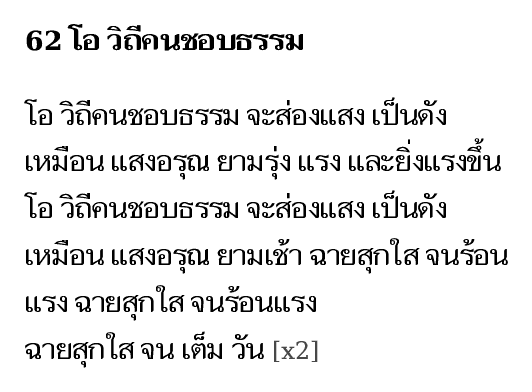 62 โอ วิถีคนชอบธรรม
โอ วิถีคนชอบธรรม จะส่องแสง เป็นดัง
เหมือน แสงอรุณ ยามรุ่ง แรง และยิ่งแรงขึ้น
โอ วิถีคนชอบธรรม จะส่องแสง เป็นดัง
เหมือน แสงอรุณ ยามเช้า ฉายสุกใส จนร้อน
แรง ฉายสุกใส จนร้อนแรง
ฉายสุกใส จน เต็ม วัน [x2]